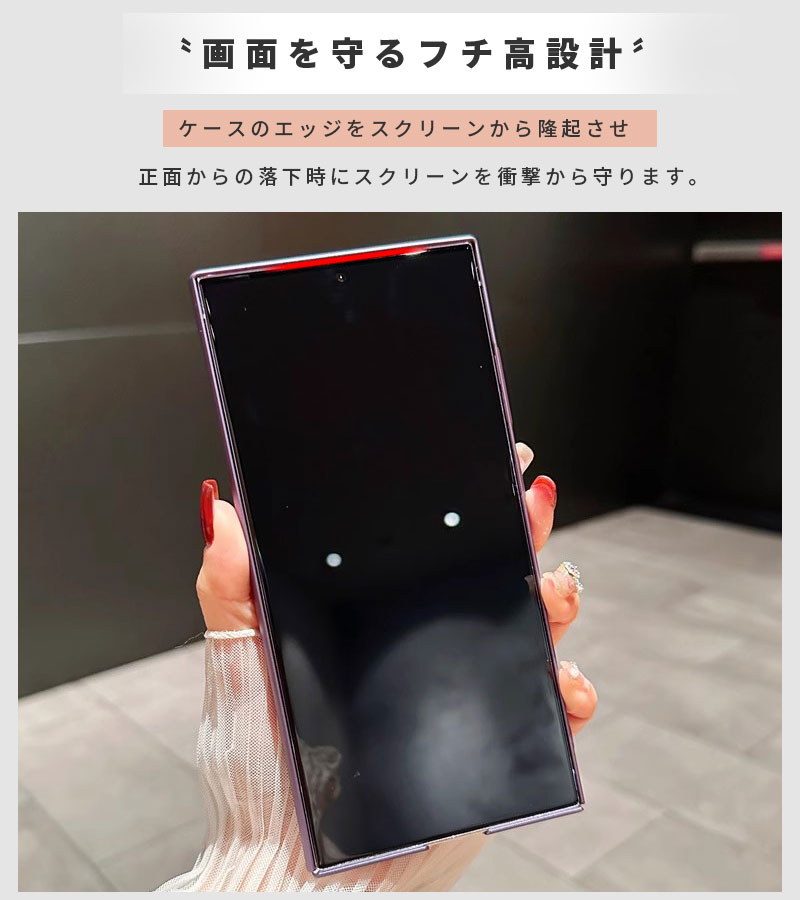 〝画面を守るフチ高設計〞
ケースのエッジをスクリーンから隆起させ
正面からの落下時にスクリーンを衝撃から守ります。